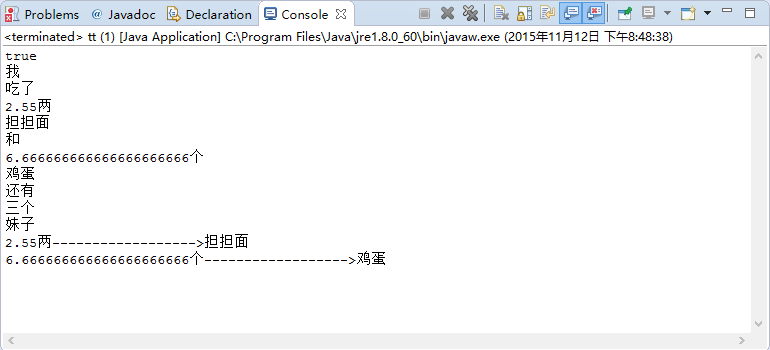 Problems @ Javadoc Declaration Console
<terminated> tt (1) [Java Application] C:\Program Files\Java\jre1.8.0_60\bin\javaw.exe (2015年11月12日 下午8:48:38)
true
我
吃了
2.55两
担担面
和
6.666666666666666666666个
鸡蛋
还有
三个
妹子
2.55两------------------>担担面
6.666666666666666666666个------------------>鸡蛋